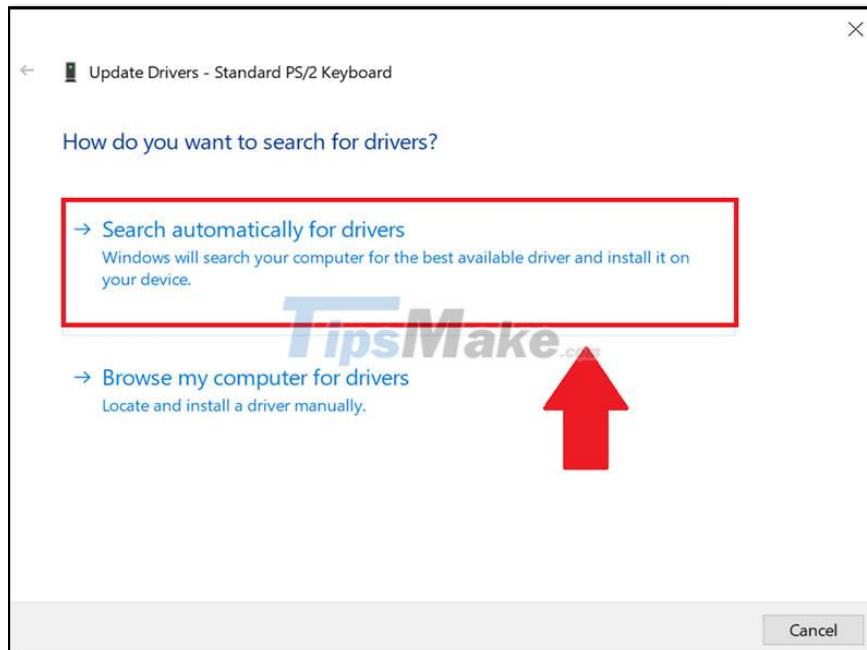 Update Drivers - Standard PS/2 Keyboard
How do you want to search for drivers?
Search automatically for drivers
Windows will search your computer for the best available driver and install it on
your device.
TipsMake.com
Browse my computer for drivers
Locate and install a driver manually.
Cancel